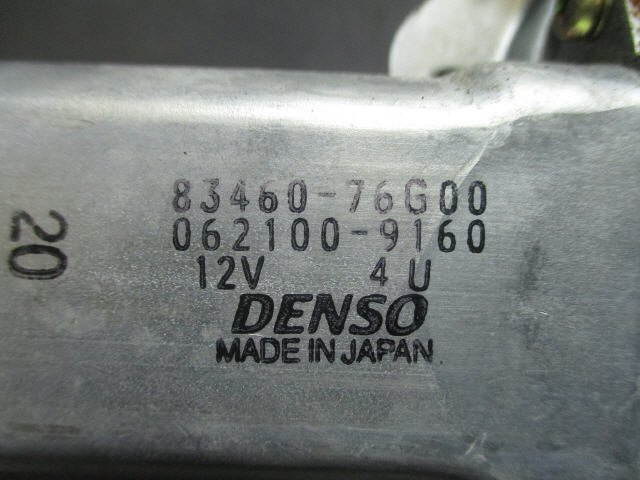 83460-76G00
062100-9160
12V 4U
DENSO
MADE IN JAPAN
20